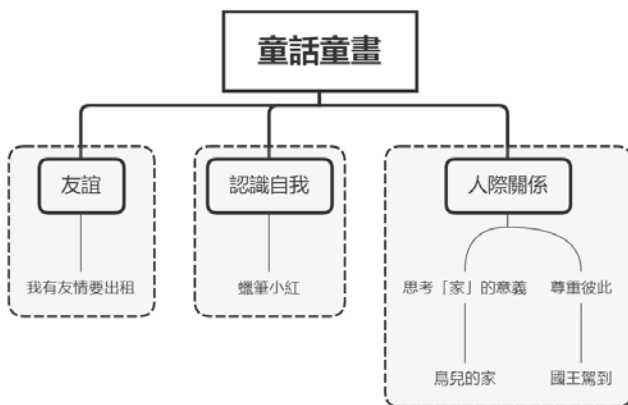 童話童畫
友誼
認識自我
人際關係
我有友情要出租
蠟筆小紅
思考「家」的意義
尊重彼此
鳥兒的家
國王駕到